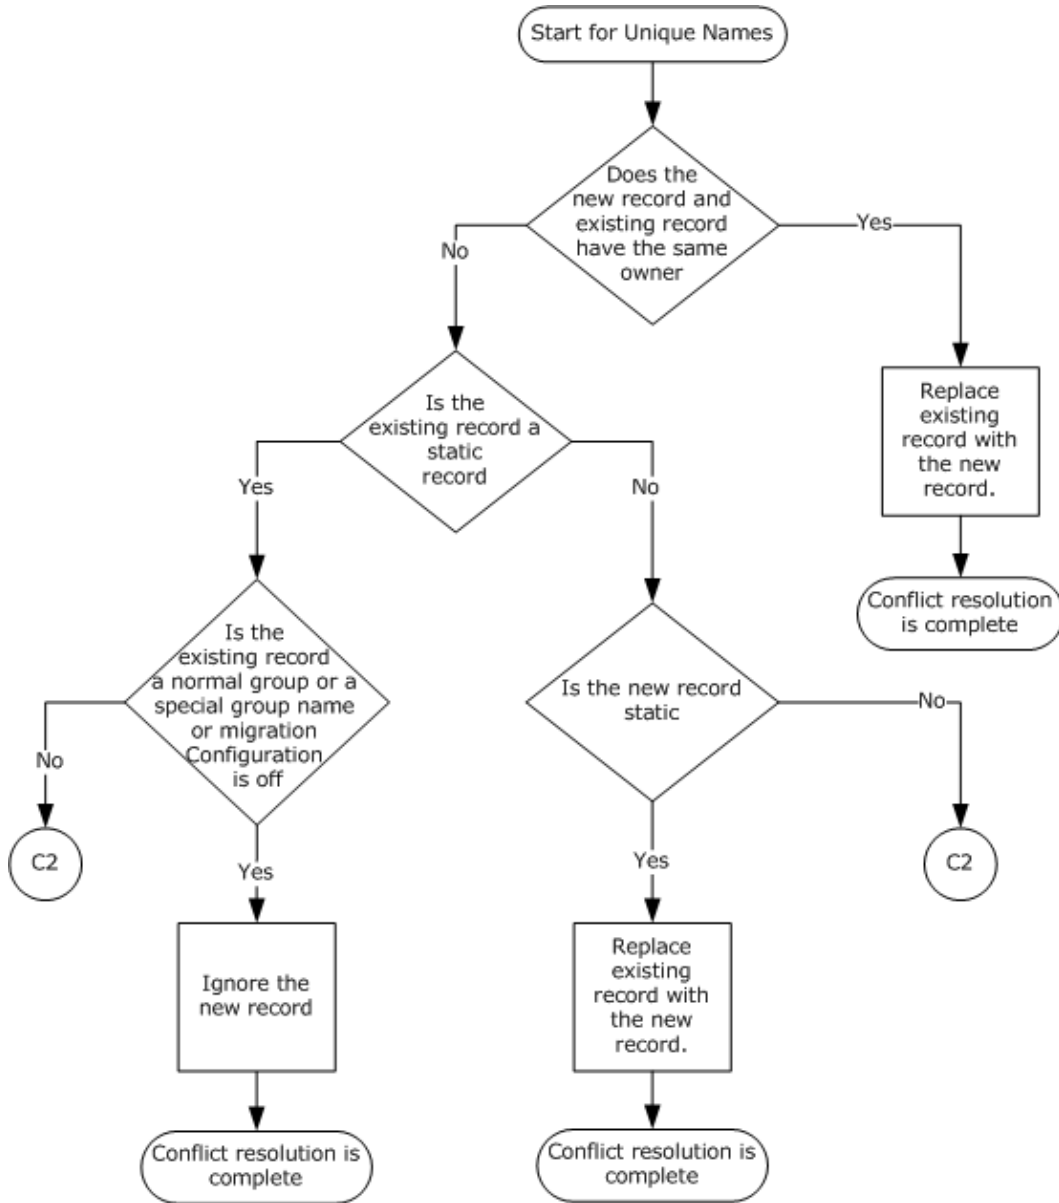 Start for Unique Names
Does the
new record and
existing record
have the same
owner
No
Yes
Is the
existing record a
static
record
Replace
existing
record with
the new
record.
Yes
No
Conflict resolution
is complete
Is the
existing record
a normal group or a
special group name
or migration
Configuration
is off
Is the new record
static
No
No
C2
C2
Yes
Yes
Ignore the
new record
Replace
existing
record with
the new
record.
Conflict resolution is
complete
Conflict resolution is
complete